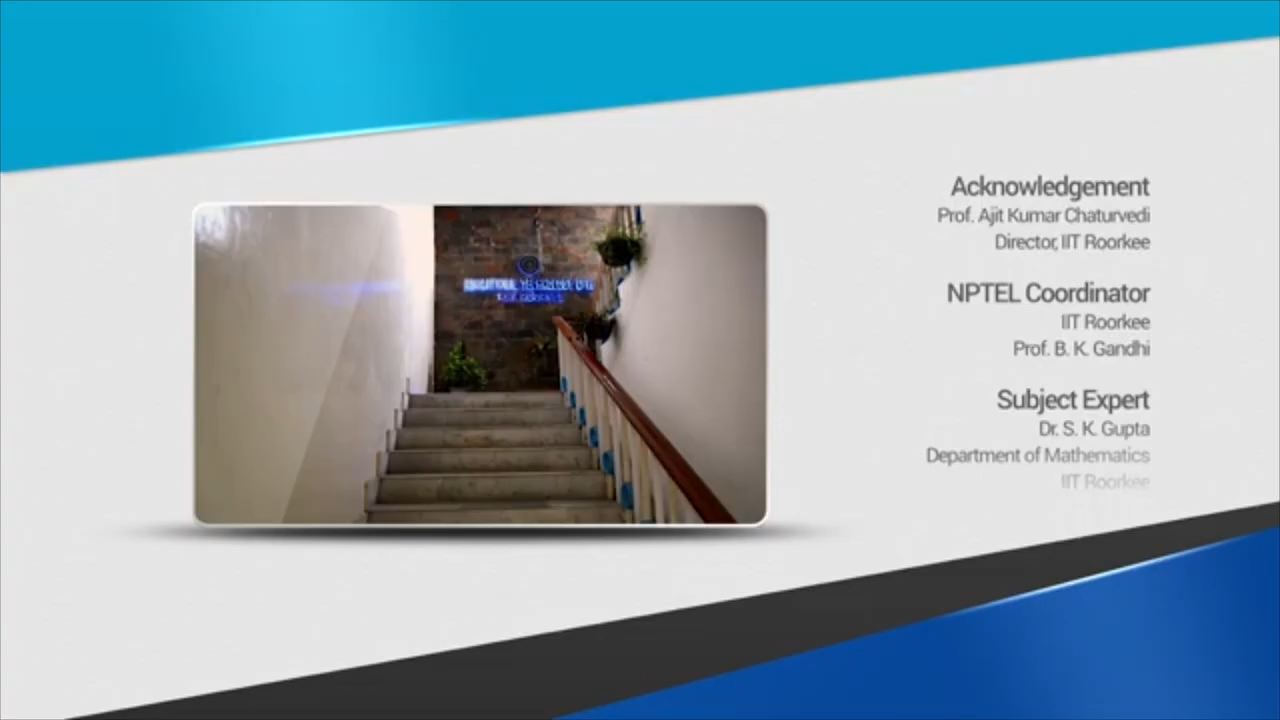 Acknowledgement
Prof. Ajit Kumar Chaturvedi
Director, IIT Roorkee
NPTEL Coordinator
IIT Roorkee
Prof. B. K. Gandhi
Subject Expert
Dr. S. K. Gupta
Department of Mathematics
IIT Roorkee